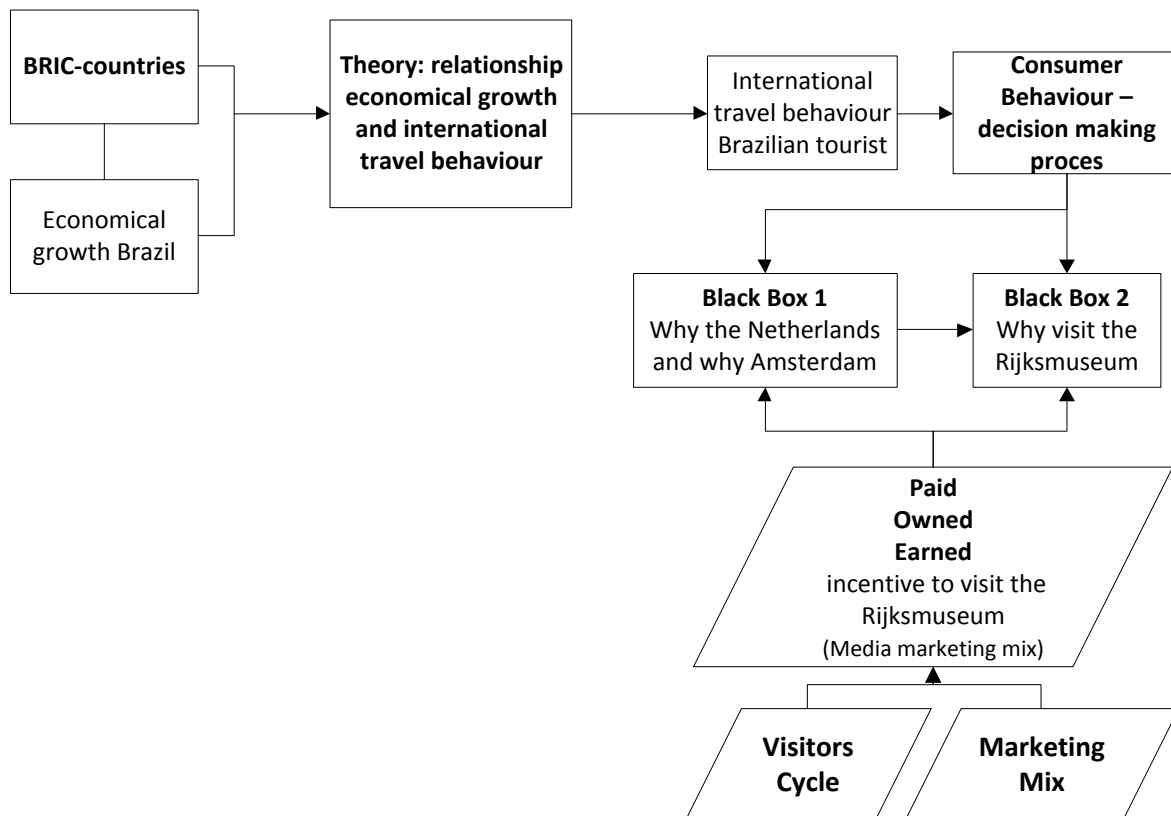 BRIC-countries
Economical
growth Brazil
Theory: relationship
economical growth
and international
travel behaviour
International
travel behaviour
Brazilian tourist
Consumer
Behaviour –
decision making
proces
Black Box 1
Why the Netherlands
and why Amsterdam
Black Box 2
Why visit the
Rijksmuseum
Paid
Owned
Earned
incentive to visit the
Rijksmuseum
(Media marketing mix)
Visitors
Cycle
Marketing
Mix